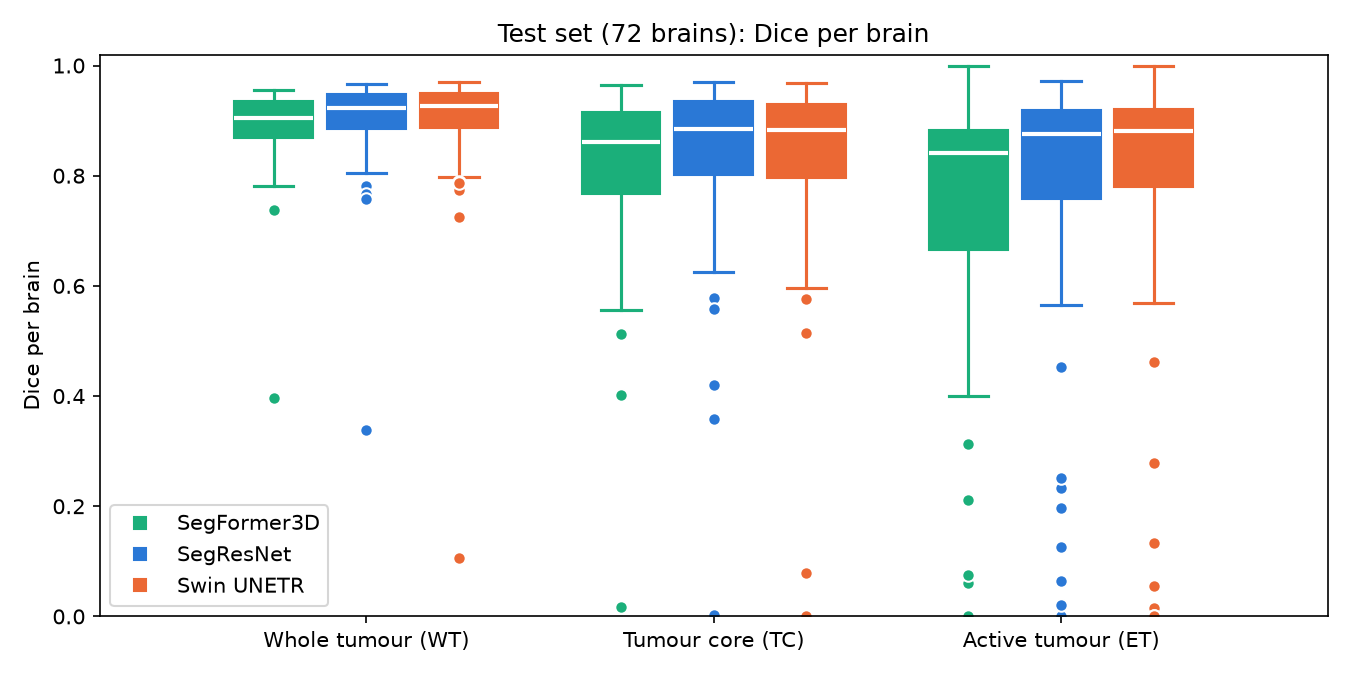 Test set (72 brains): Dice per brain
Dice per brain
1.0
0.8
0.6
0.4
0.2
0.0
SegFormer3D
SegResNet
Swin UNETR
Whole tumour (WT)
Tumour core (TC)
Active tumour (ET)